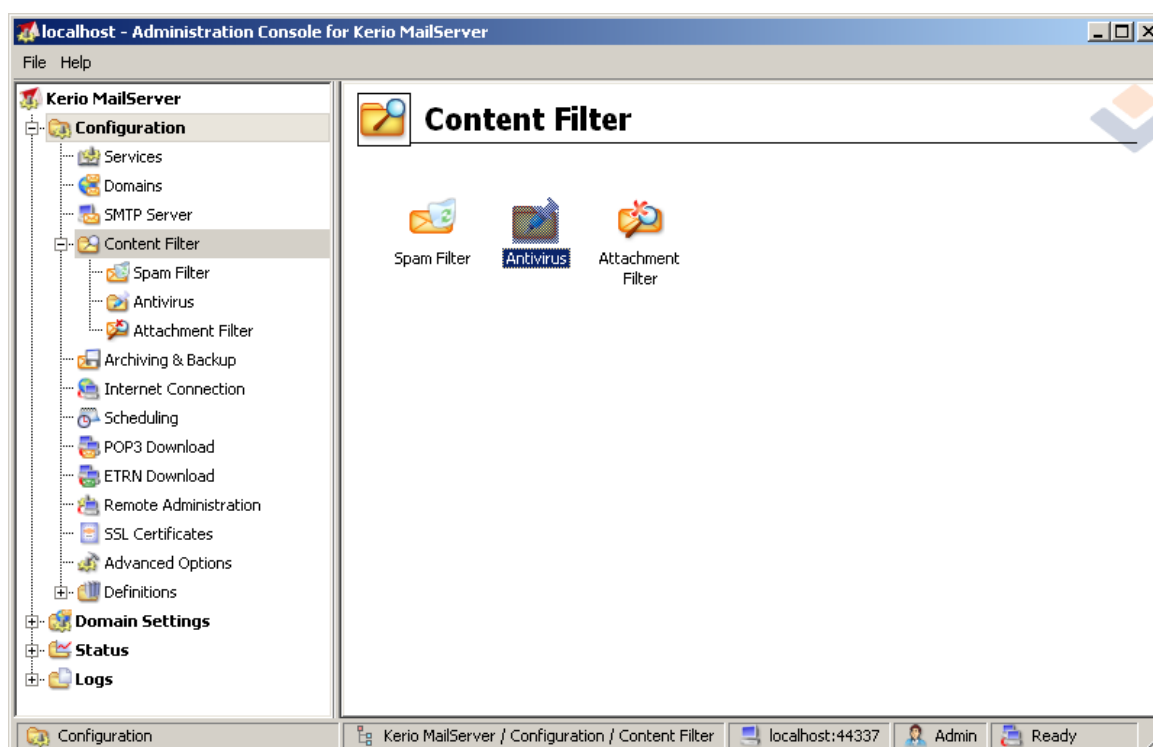 localhost - Administration Console for Kerio MailServer
File Help
Kerio MailServer
Configuration
Services
Domains
SMTP Server
Content Filter
Spam Filter
Antivirus
Attachment Filter
Archiving & Backup
Internet Connection
Scheduling
POP3 Download
ETRN Download
Remote Administration
SSL Certificates
Advanced Options
Definitions
Domain Settings
Status
Logs
Content Filter
Spam Filter
Antivirus
Attachment
Filter
Configuration
Kerio MailServer / Configuration / Content Filter
localhost:44337
Admin
Ready